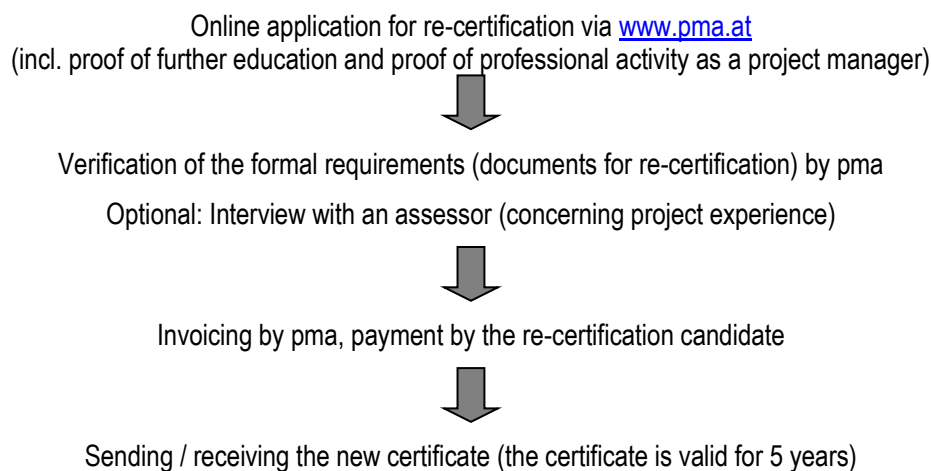 Online application for re-certification via www.pma.at
(incl. proof of further education and proof of professional activity as a project manager)
Verification of the formal requirements (documents for re-certification) by pma
Optional: Interview with an assessor (concerning project experience)
Invoicing by pma, payment by the re-certification candidate
Sending / receiving the new certificate (the certificate is valid for 5 years)